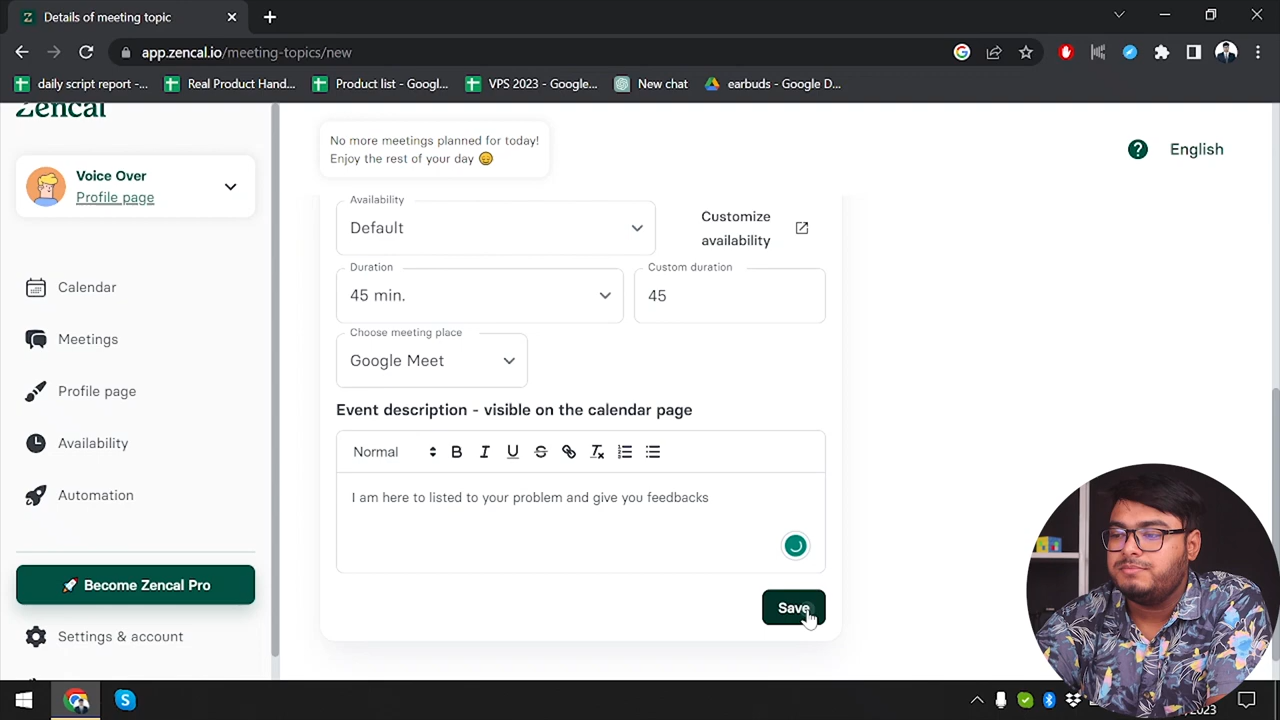 Details of meeting topic
app.zencal.io/meeting-topics/new
daily script report -...
Real Product Hand...
Product list - Googl...
VPS 2023 - Google...
New chat
earbuds - Google D...
Zencal
No more meetings planned for today!
Enjoy the rest of your day
English
Voice Over
Profile page
Availability
Default
Customize
availability
Duration
45 min.
Custom duration
45
Calendar
Choose meeting place
Google Meet
Meetings
Profile page
Event description - visible on the calendar page
Availability
Normal
B I U S
Automation
I am here to listed to your problem and give you feedbacks
Become Zencal Pro
Save
Settings & account
2023